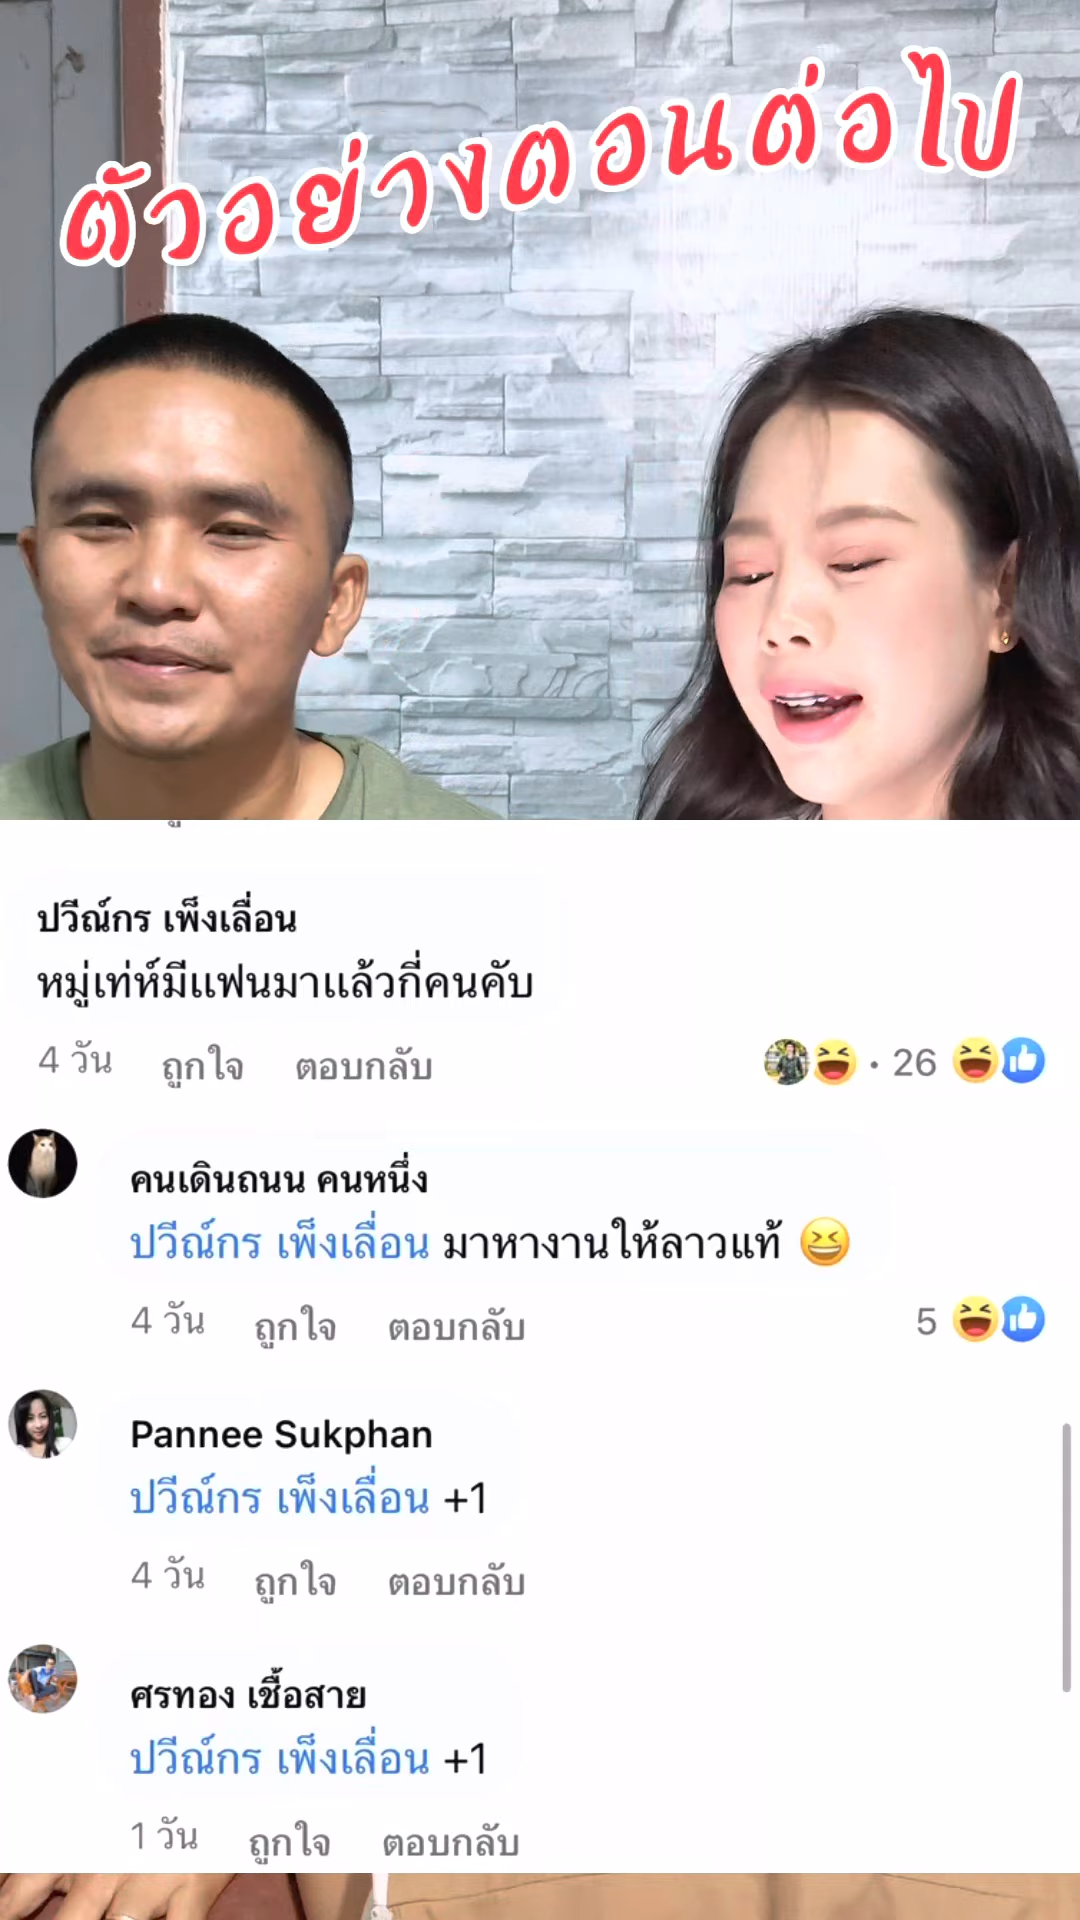 ตัวอย่างตอนต่อไป
ปวีณ์กร เพ็งเลื่อน
หมู่เท่ห์มีแฟนมาแล้วกี่คนคับ
4 วัน ถูกใจ ตอบกลับ · 26
คนเดินถนน คนหนึ่ง
ปวีณ์กร เพ็งเลื่อน มาหางานให้ลาวแท้ 😆
4 วัน ถูกใจ ตอบกลับ 5
Pannee Sukphan
ปวีณ์กร เพ็งเลื่อน +1
4 วัน ถูกใจ ตอบกลับ
ศรทอง เชื้อสาย
ปวีณ์กร เพ็งเลื่อน +1
1 วัน ถูกใจ ตอบกลับ